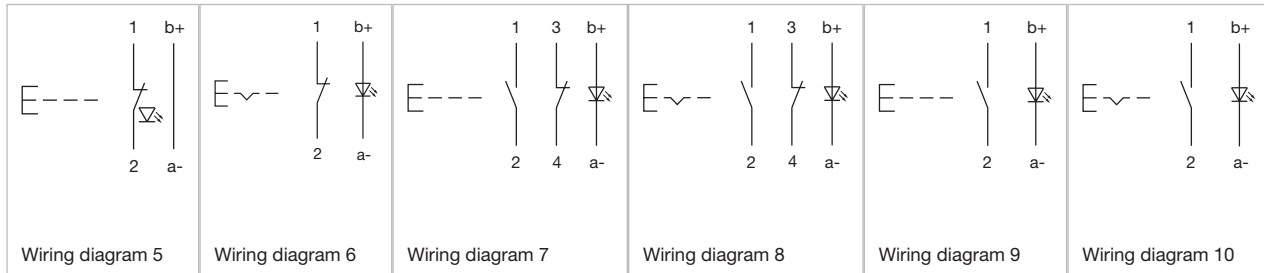 1 b+
2 a-
Wiring diagram 5
1 b+
2 a-
Wiring diagram 6
1 3 b+
2 4 a-
Wiring diagram 7
1 3 b+
2 4 a-
Wiring diagram 8
1 b+
2 a-
Wiring diagram 9
1 b+
2 a-
Wiring diagram 10